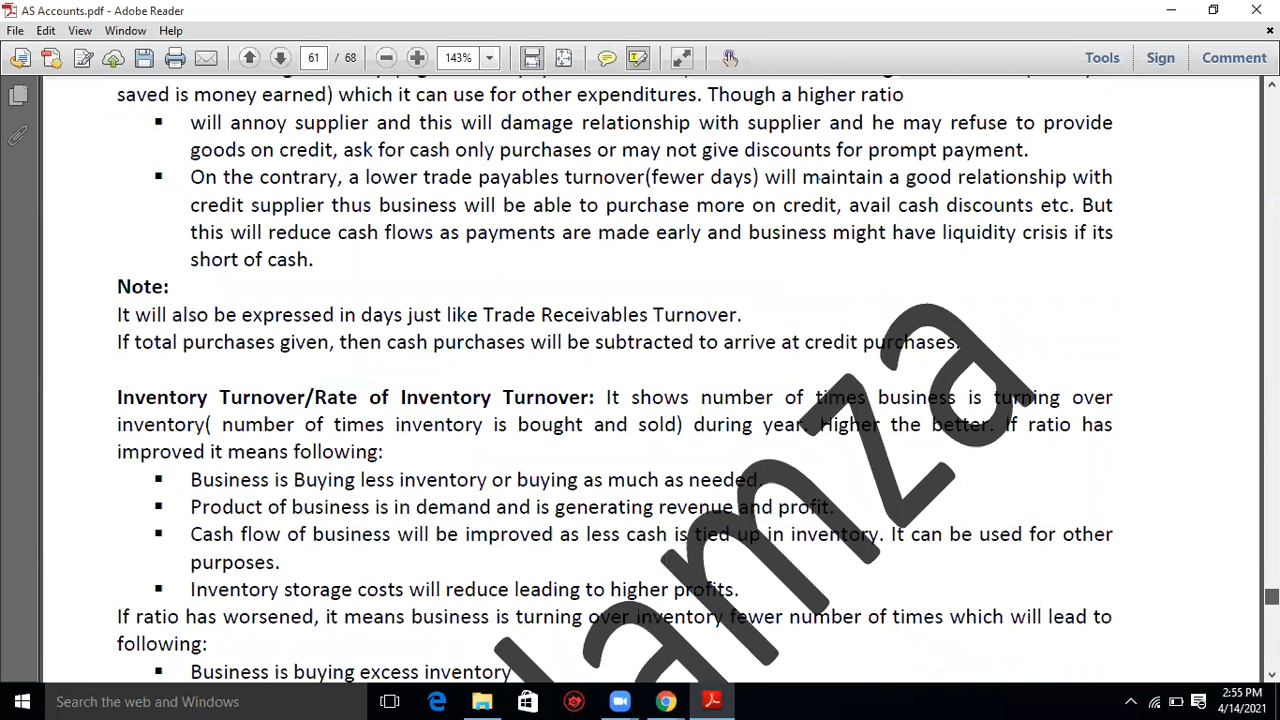 AS Accounts.pdf - Adobe Reader
File Edit View Window Help
61 / 68 143% Tools Sign Comment
saved is money earned) which it can use for other expenditures. Though a higher ratio
▪ will annoy supplier and this will damage relationship with supplier and he may refuse to provide
goods on credit, ask for cash only purchases or may not give discounts for prompt payment.
▪ On the contrary, a lower trade payables turnover(fewer days) will maintain a good relationship with
credit supplier thus business will be able to purchase more on credit, avail cash discounts etc. But
this will reduce cash flows as payments are made early and business might have liquidity crisis if its
short of cash.
Note:
It will also be expressed in days just like Trade Receivables Turnover.
If total purchases given, then cash purchases will be subtracted to arrive at credit purchases.
Inventory Turnover/Rate of Inventory Turnover: It shows number of times business is turning over
inventory( number of times inventory is bought and sold) during year. Higher the better. If ratio has
improved it means following:
▪ Business is Buying less inventory or buying as much as needed.
▪ Product of business is in demand and is generating revenue and profit.
▪ Cash flow of business will be improved as less cash is tied up in inventory. It can be used for other
purposes.
▪ Inventory storage costs will reduce leading to higher profits.
If ratio has worsened, it means business is turning over inventory fewer number of times which will lead to
following:
▪ Business is buying excess inventory
Search the web and Windows
2:55 PM
4/14/2021